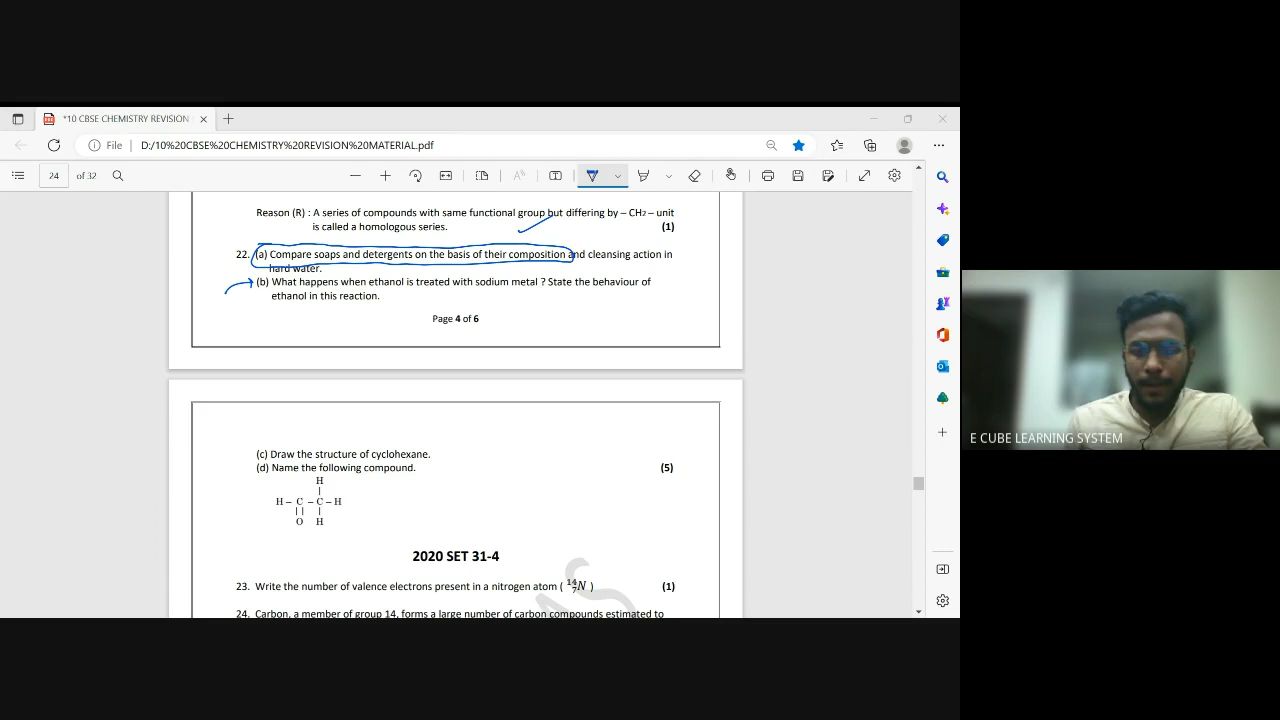 *10 CBSE CHEMISTRY REVISION
File
D:/10%20CBSE%20CHEMISTRY%20REVISION%20MATERIAL.pdf
24 of 32
Reason (R) : A series of compounds with same functional group but differing by – CH2 – unit
is called a homologous series. (1)
22. (a) Compare soaps and detergents on the basis of their composition and cleansing action in
hard water.
(b) What happens when ethanol is treated with sodium metal ? State the behaviour of
ethanol in this reaction.
Page 4 of 6
(c) Draw the structure of cyclohexane.
(d) Name the following compound. (5)
H
H – C – C – H
O H
2020 SET 31-4
23. Write the number of valence electrons present in a nitrogen atom ( ¹⁴₇N ) (1)
24. Carbon, a member of group 14, forms a large number of carbon compounds estimated to
E CUBE LEARNING SYSTEM